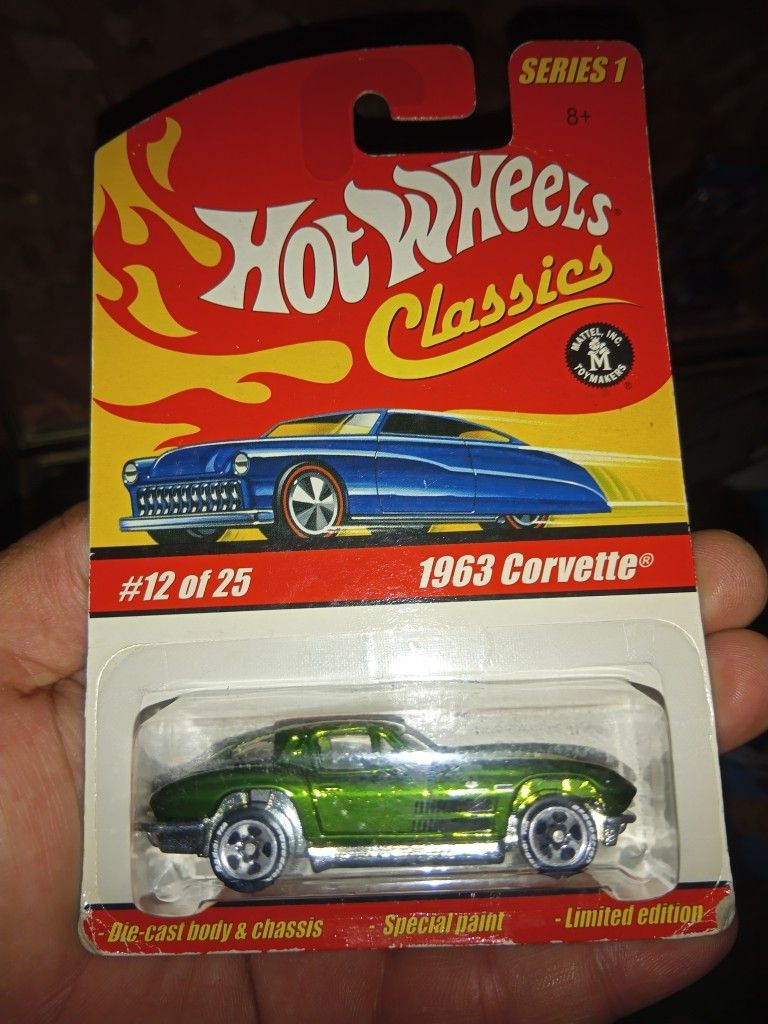 SERIES 1
8+
Hot Wheels®
Classics
MATTEL, INC.
M
TOYMAKERS
®
#12 of 25
1963 Corvette®
- Die-cast body & chassis
- Special paint
- Limited edition